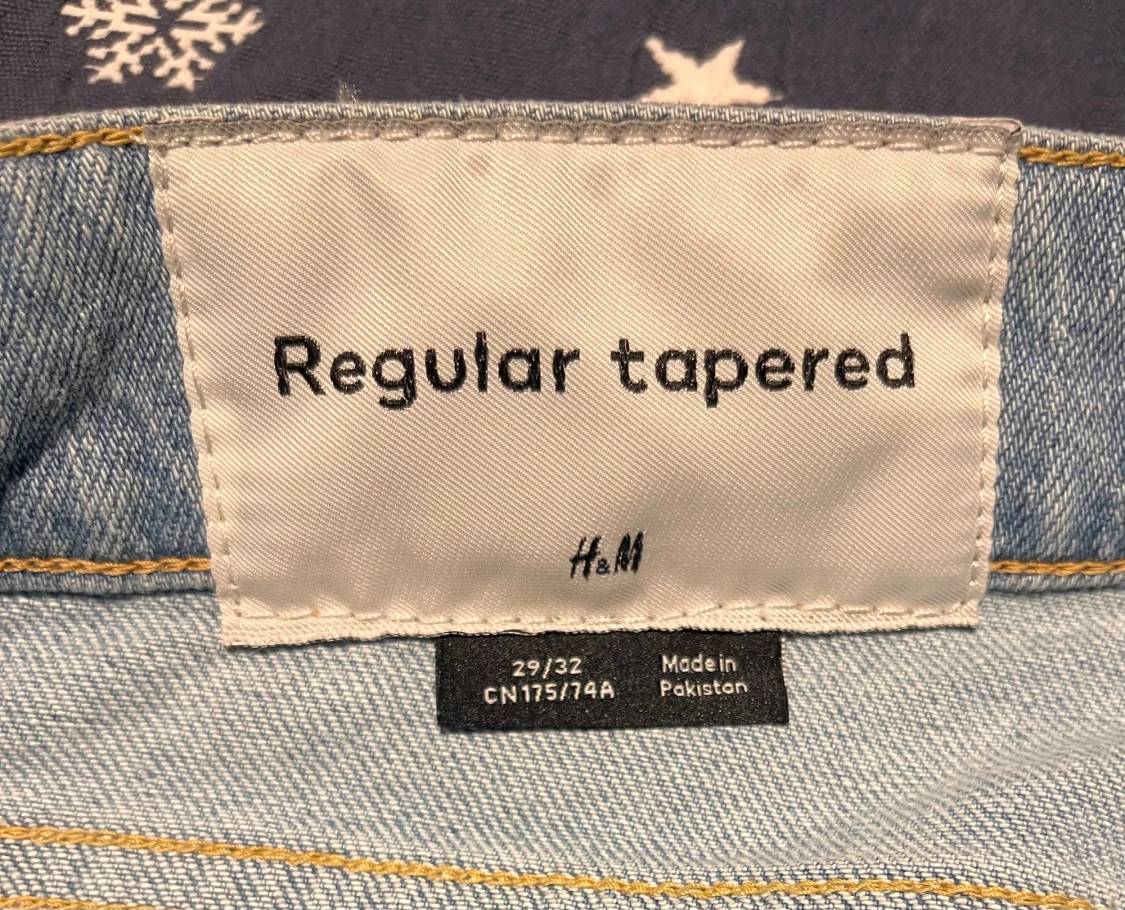 Regular tapered
H&M
29/32
CN175/74A
Made in
Pakistan